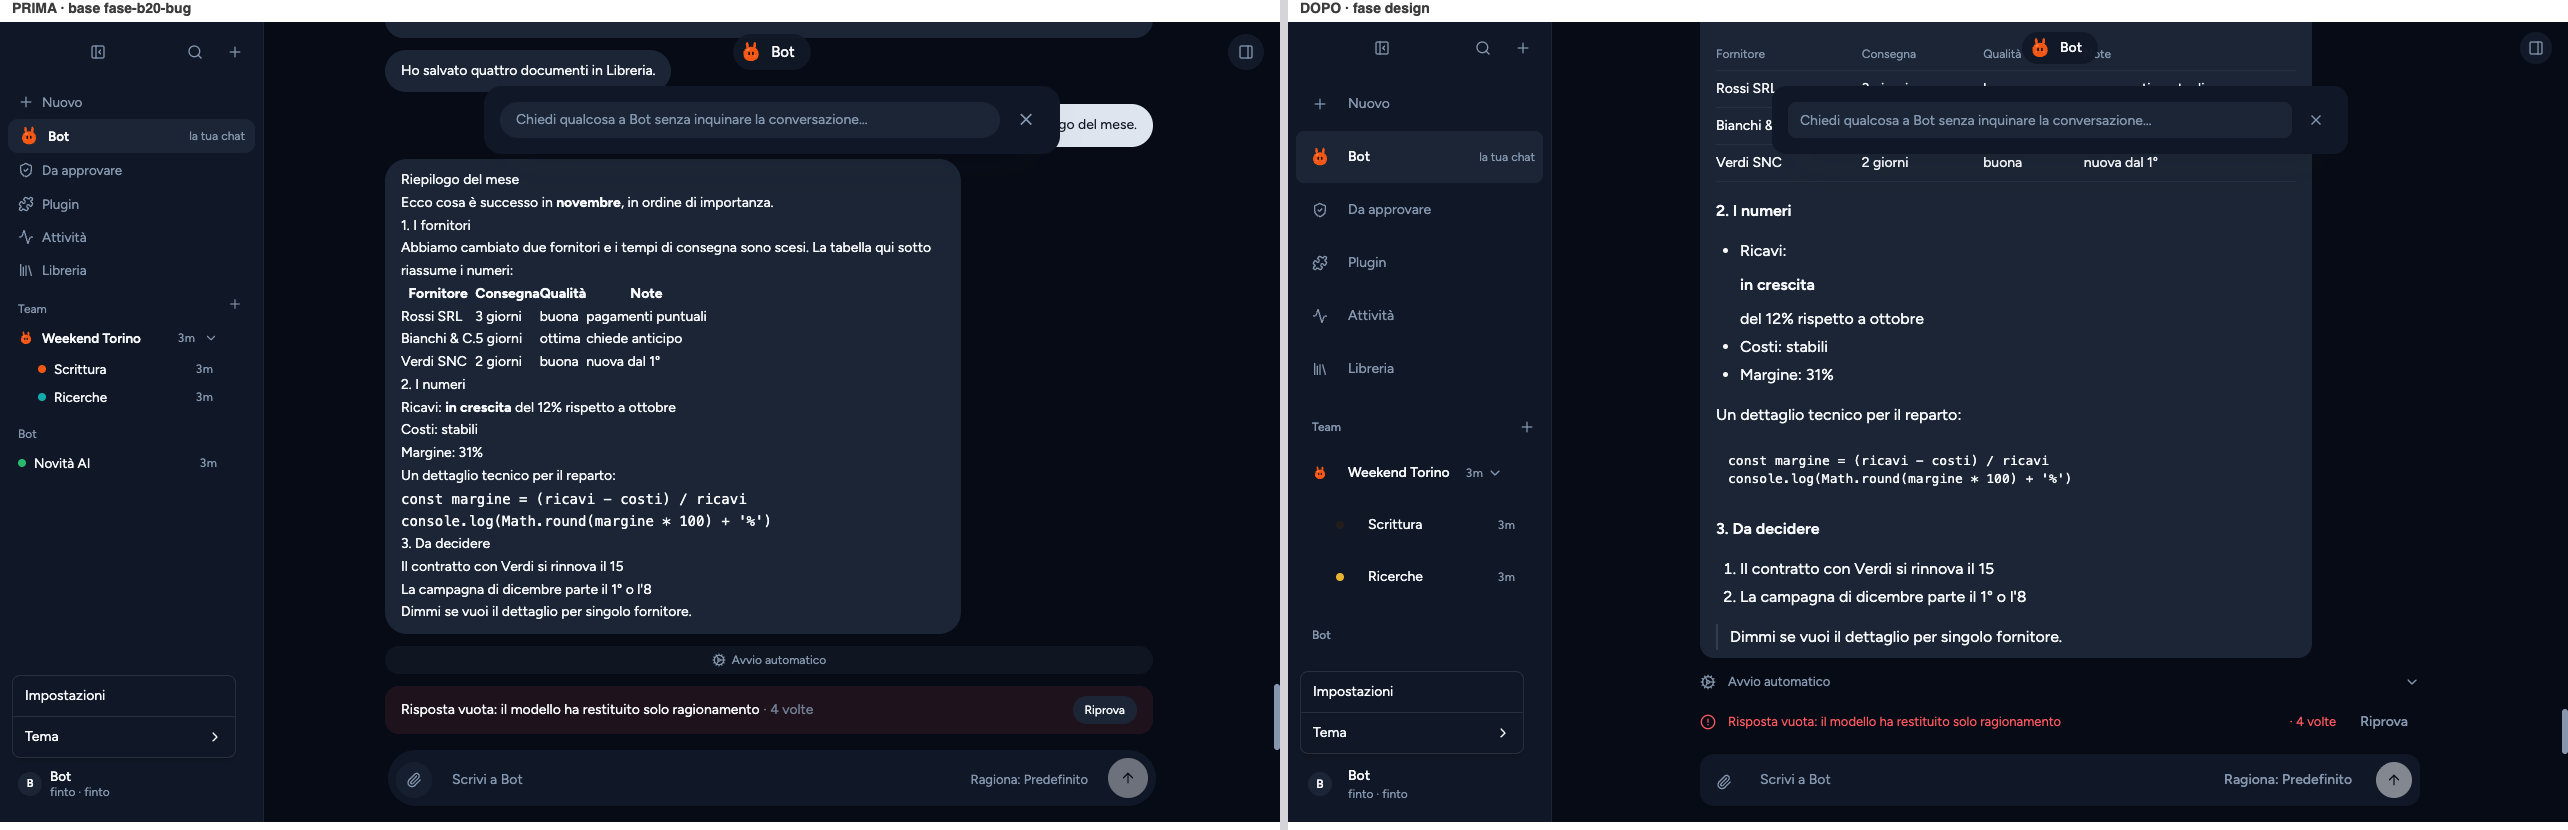 PRIMA · base fase-b20-bug
Nuovo
Bot
la tua chat
Da approvare
Plugin
Attività
Libreria
Team
Weekend Torino
3m
Scrittura
3m
Ricerche
3m
Bot
Novità AI
3m
Impostazioni
Tema
B
Bot
finto · finto
Bot
Ho salvato quattro documenti in Libreria.
Chiedi qualcosa a Bot senza inquinare la conversazione...
go del mese.
Riepilogo del mese
Ecco cosa è successo in novembre, in ordine di importanza.
1. I fornitori
Abbiamo cambiato due fornitori e i tempi di consegna sono scesi. La tabella qui sotto
riassume i numeri:
Fornitore Consegna Qualità Note
Rossi SRL 3 giorni buona pagamenti puntuali
Bianchi & C. 5 giorni ottima chiede anticipo
Verdi SNC 2 giorni buona nuova dal 1°
2. I numeri
Ricavi: in crescita del 12% rispetto a ottobre
Costi: stabili
Margine: 31%
Un dettaglio tecnico per il reparto:
const margine = (ricavi − costi) / ricavi
console.log(Math.round(margine * 100) + '%')
3. Da decidere
Il contratto con Verdi si rinnova il 15
La campagna di dicembre parte il 1° o l'8
Dimmi se vuoi il dettaglio per singolo fornitore.
Avvio automatico
Risposta vuota: il modello ha restituito solo ragionamento · 4 volte
Riprova
Scrivi a Bot
Ragiona: Predefinito
DOPO · fase design
Nuovo
Bot
la tua chat
Da approvare
Plugin
Attività
Libreria
Team
Weekend Torino
3m
Scrittura
3m
Ricerche
3m
Bot
Impostazioni
Tema
B
Bot
finto · finto
Bot
Fornitore Consegna Qualità ote
Rossi SRL
Bianchi &
Chiedi qualcosa a Bot senza inquinare la conversazione...
Verdi SNC 2 giorni buona nuova dal 1°
2. I numeri
• Ricavi:
in crescita
del 12% rispetto a ottobre
• Costi: stabili
• Margine: 31%
Un dettaglio tecnico per il reparto:
const margine = (ricavi − costi) / ricavi
console.log(Math.round(margine * 100) + '%')
3. Da decidere
1. Il contratto con Verdi si rinnova il 15
2. La campagna di dicembre parte il 1° o l'8
Dimmi se vuoi il dettaglio per singolo fornitore.
Avvio automatico
Risposta vuota: il modello ha restituito solo ragionamento
· 4 volte
Riprova
Scrivi a Bot
Ragiona: Predefinito